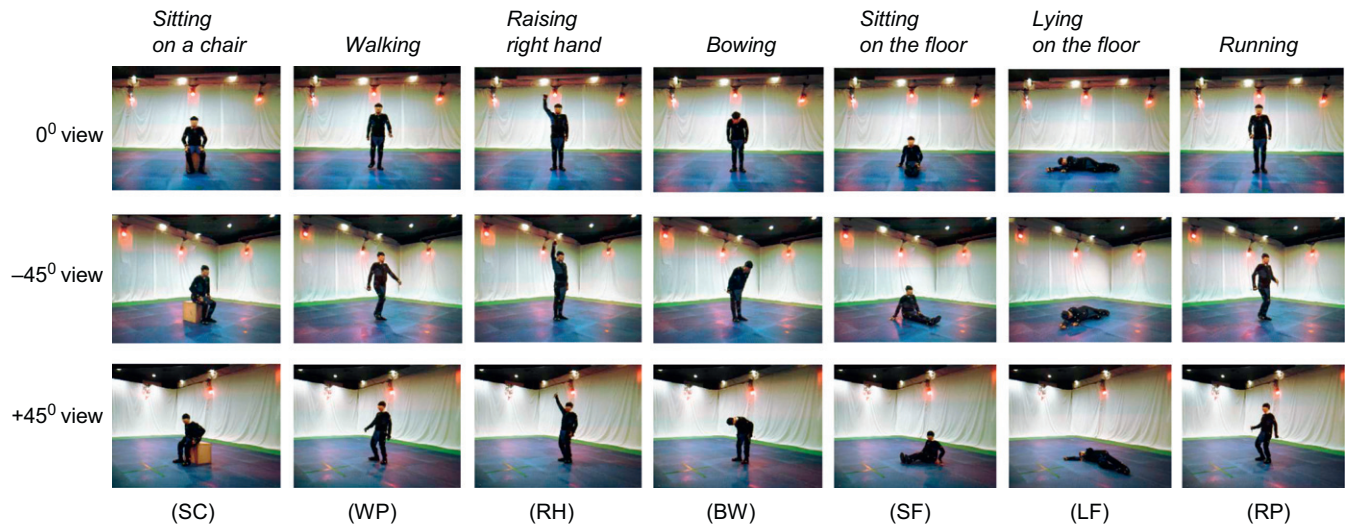 Sitting
on a chair
Walking
Raising
right hand
Bowing
Sitting
on the floor
Lying
on the floor
Running
0⁰ view
–45⁰ view
+45⁰ view
(SC)
(WP)
(RH)
(BW)
(SF)
(LF)
(RP)